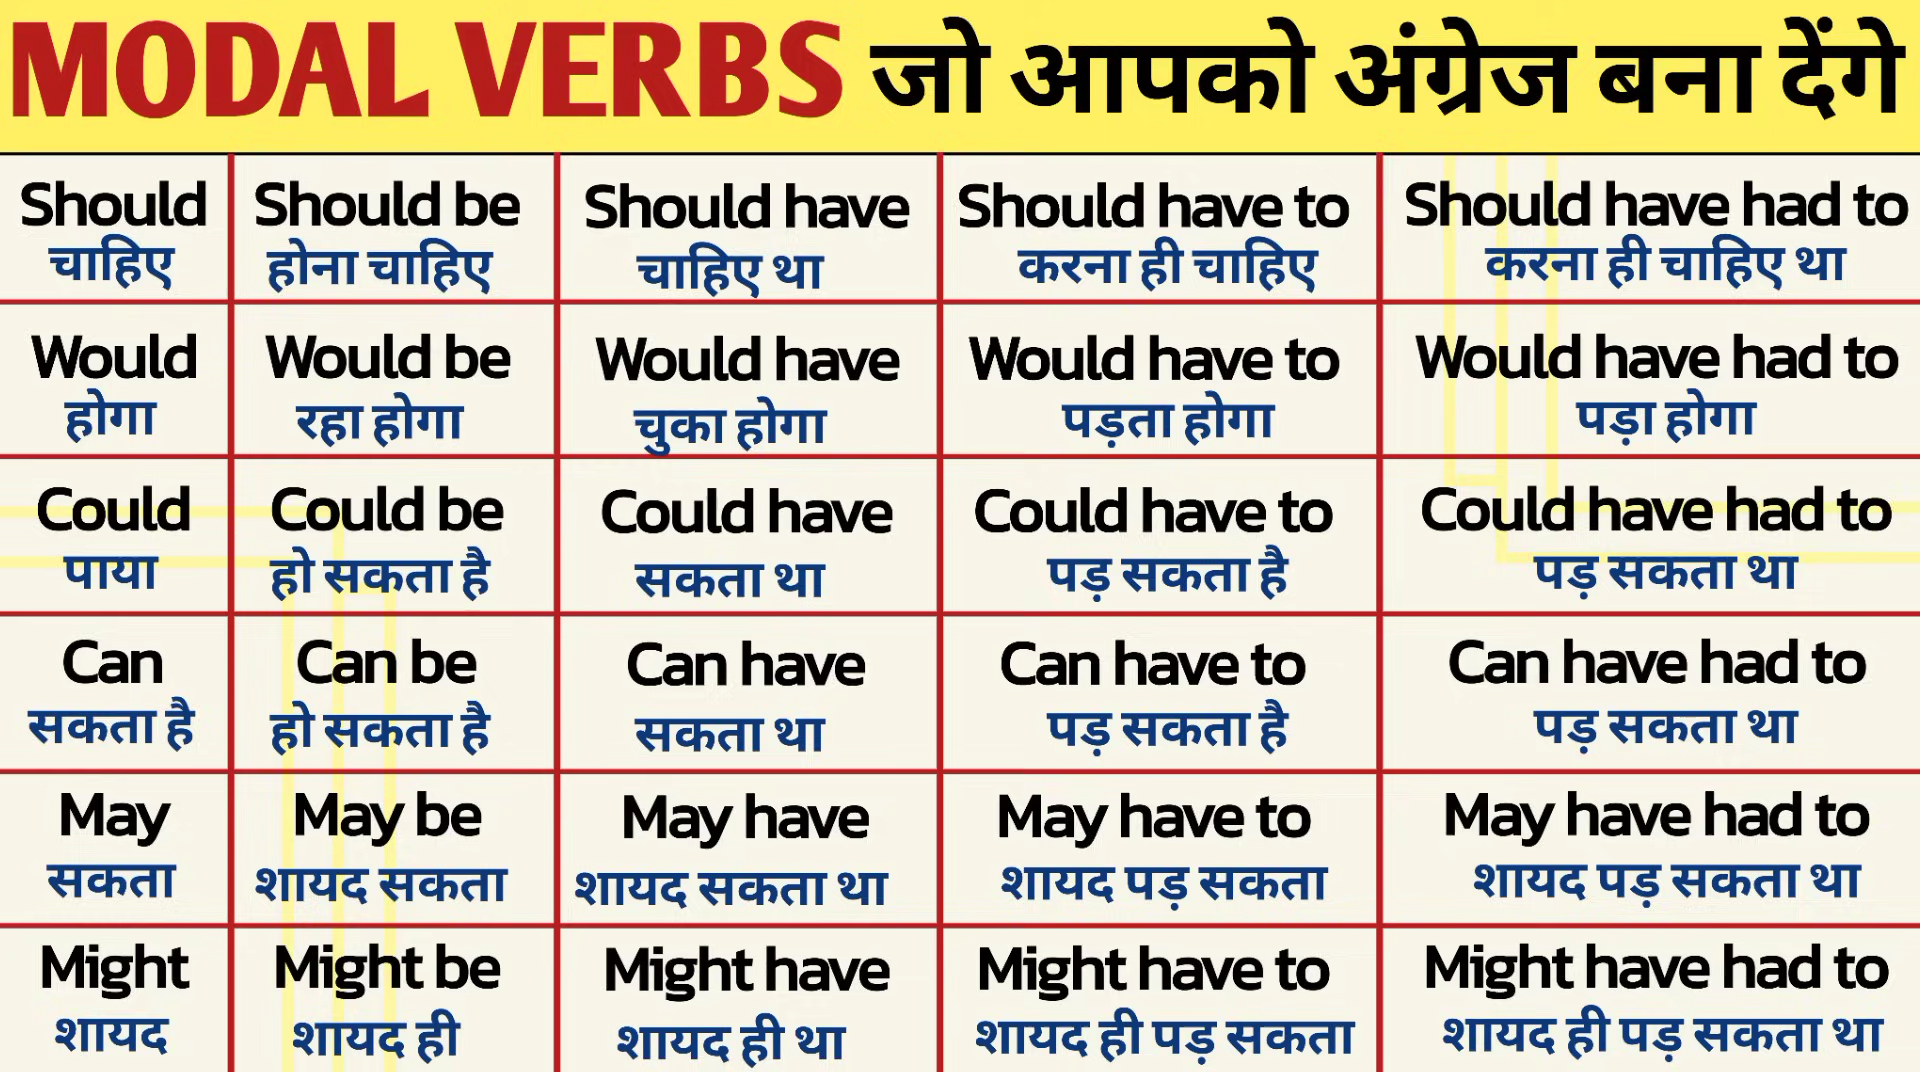 MODAL VERBS जो आपको अंग्रेज बना देंगे
Should
चाहिए
Should be
होना चाहिए
Should have
चाहिए था
Should have to
करना ही चाहिए
Should have had to
करना ही चाहिए था
Would
होगा
Would be
रहा होगा
Would have
चुका होगा
Would have to
पड़ता होगा
Would have had to
पड़ा होगा
Could
पाया
Could be
हो सकता है
Could have
सकता था
Could have to
पड़ सकता है
Could have had to
पड़ सकता था
Can
सकता है
Can be
हो सकता है
Can have
सकता था
Can have to
पड़ सकता है
Can have had to
पड़ सकता था
May
सकता
May be
शायद सकता
May have
शायद सकता था
May have to
शायद पड़ सकता
May have had to
शायद पड़ सकता था
Might
शायद
Might be
शायद ही
Might have
शायद ही था
Might have to
शायद ही पड़ सकता
Might have had to
शायद ही पड़ सकता था